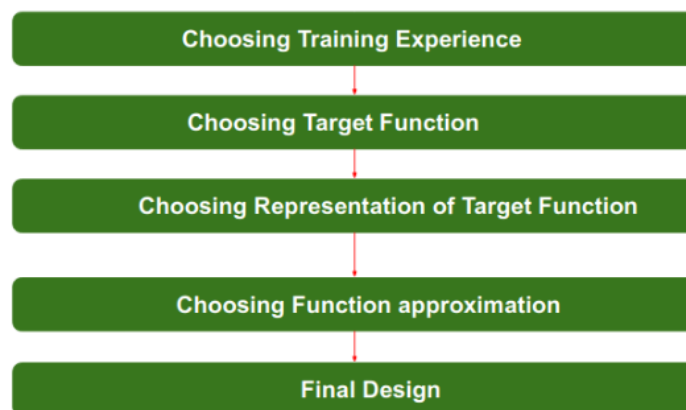 Choosing Training Experience
Choosing Target Function
Choosing Representation of Target Function
Choosing Function approximation
Final Design